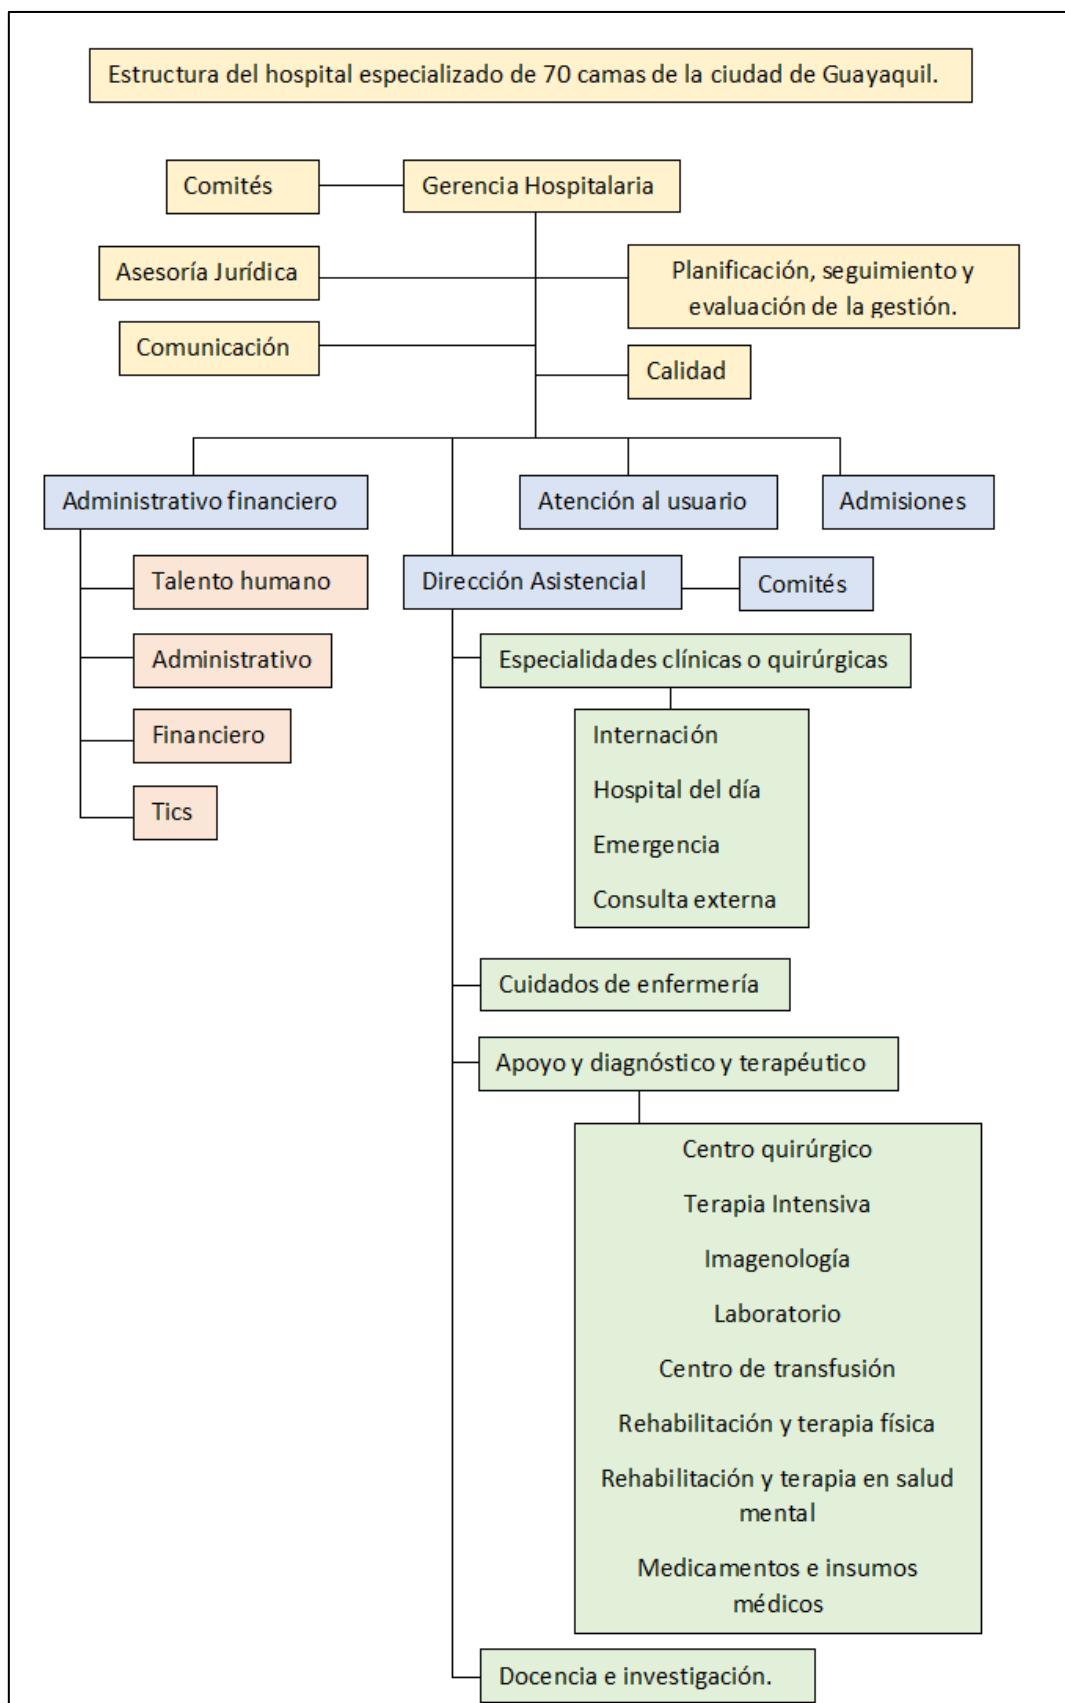 Estructura del hospital especializado de 70 camas de la ciudad de Guayaquil.
Comités
Gerencia Hospitalaria
Asesoría Jurídica
Planificación, seguimiento y
evaluación de la gestión.
Comunicación
Calidad
Administrativo financiero
Atención al usuario
Admisiones
Talento humano
Administrativo
Financiero
Tics
Dirección Asistencial
Comités
Especialidades clínicas o quirúrgicas
Internación
Hospital del día
Emergencia
Consulta externa
Cuidados de enfermería
Apoyo y diagnóstico y terapéutico
Centro quirúrgico
Terapia Intensiva
Imagenología
Laboratorio
Centro de transfusión
Rehabilitación y terapia física
Rehabilitación y terapia en salud
mental
Medicamentos e insumos
médicos
Docencia e investigación.